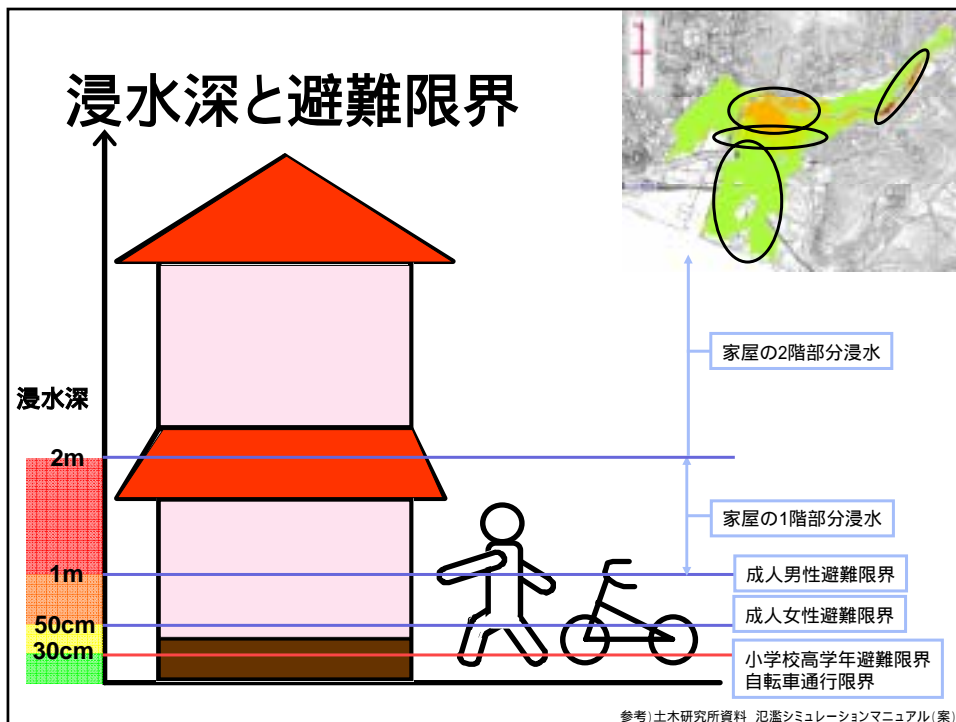 浸水深と避難限界
家屋の2階部分浸水
浸水深
2m
家屋の1階部分浸水
1m
成人男性避難限界
50cm
成人女性避難限界
30cm
小学校高学年避難限界
自転車通行限界
参考)土木研究所資料 氾濫シミュレーションマニュアル(案)